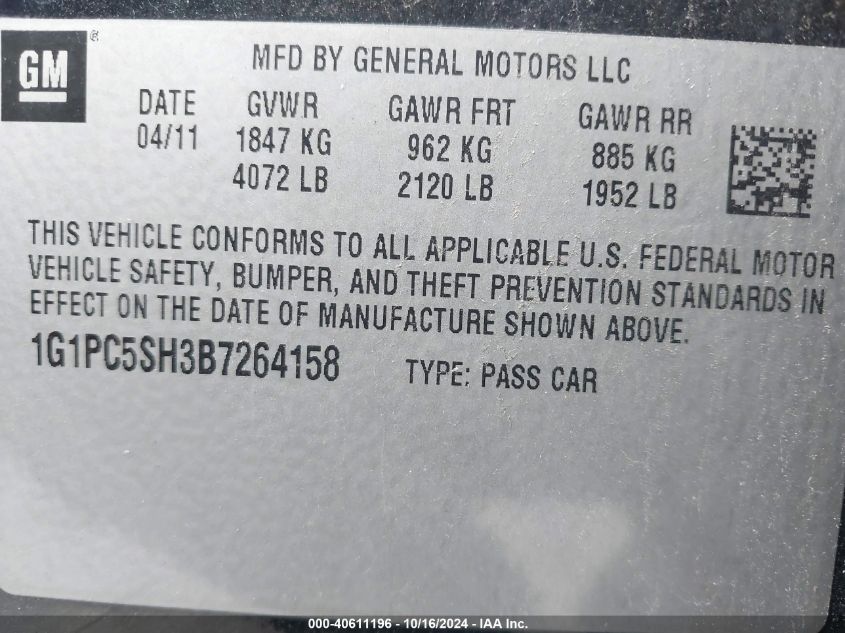 GM ®
MFD BY GENERAL MOTORS LLC
DATE GVWR GAWR FRT GAWR RR
04/11 1847 KG 962 KG 885 KG
4072 LB 2120 LB 1952 LB
THIS VEHICLE CONFORMS TO ALL APPLICABLE U.S. FEDERAL MOTOR
VEHICLE SAFETY, BUMPER, AND THEFT PREVENTION STANDARDS IN
EFFECT ON THE DATE OF MANUFACTURE SHOWN ABOVE.
1G1PC5SH3B7264158 TYPE: PASS CAR
000-40611196 - 10/16/2024 - IAA Inc.